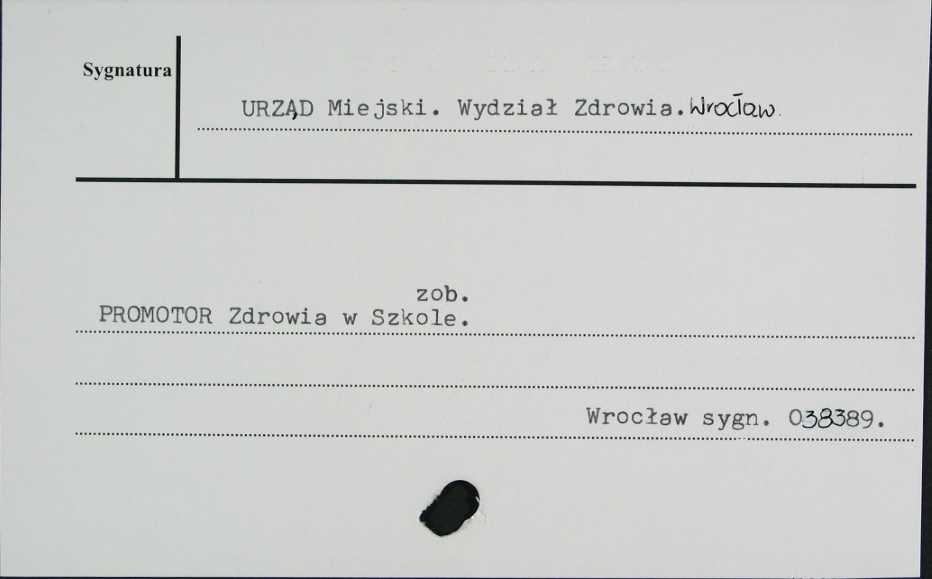 Sygnatura
URZĄD Miejski. Wydział Zdrowia. Wrocław.
zob.
PROMOTOR Zdrowia w Szkole.
Wrocław sygn. 038389.